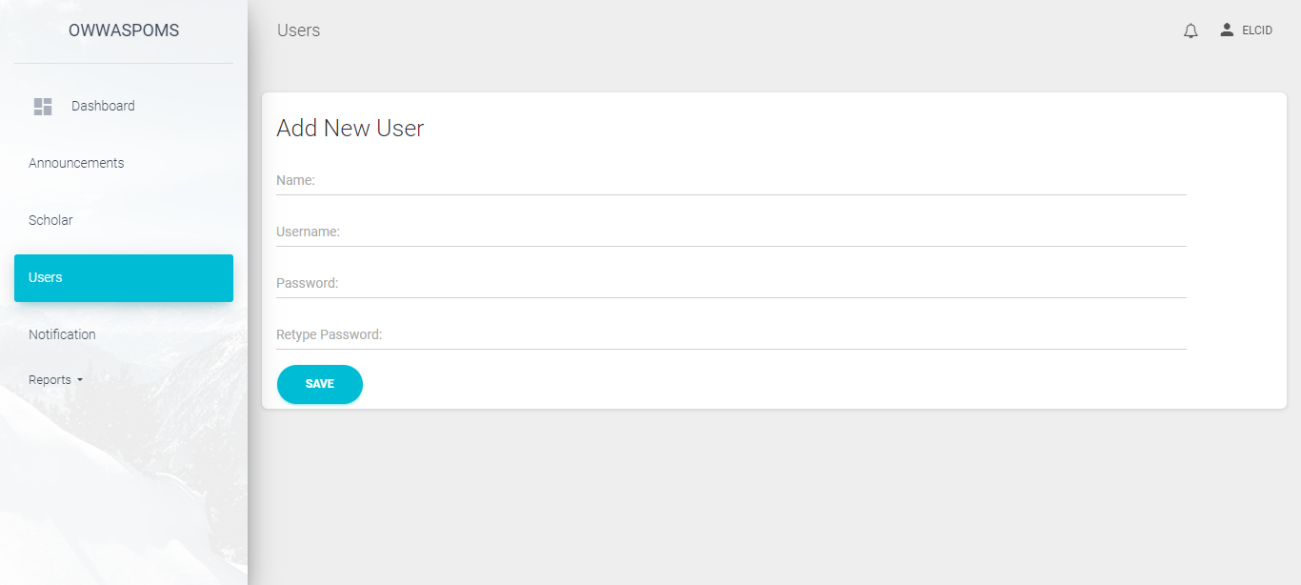 OWWASPOMS
Dashboard
Announcements
Scholar
Users
Notification
Reports
Users
ELCID
Add New User
Name:
Username:
Password:
Retype Password:
SAVE